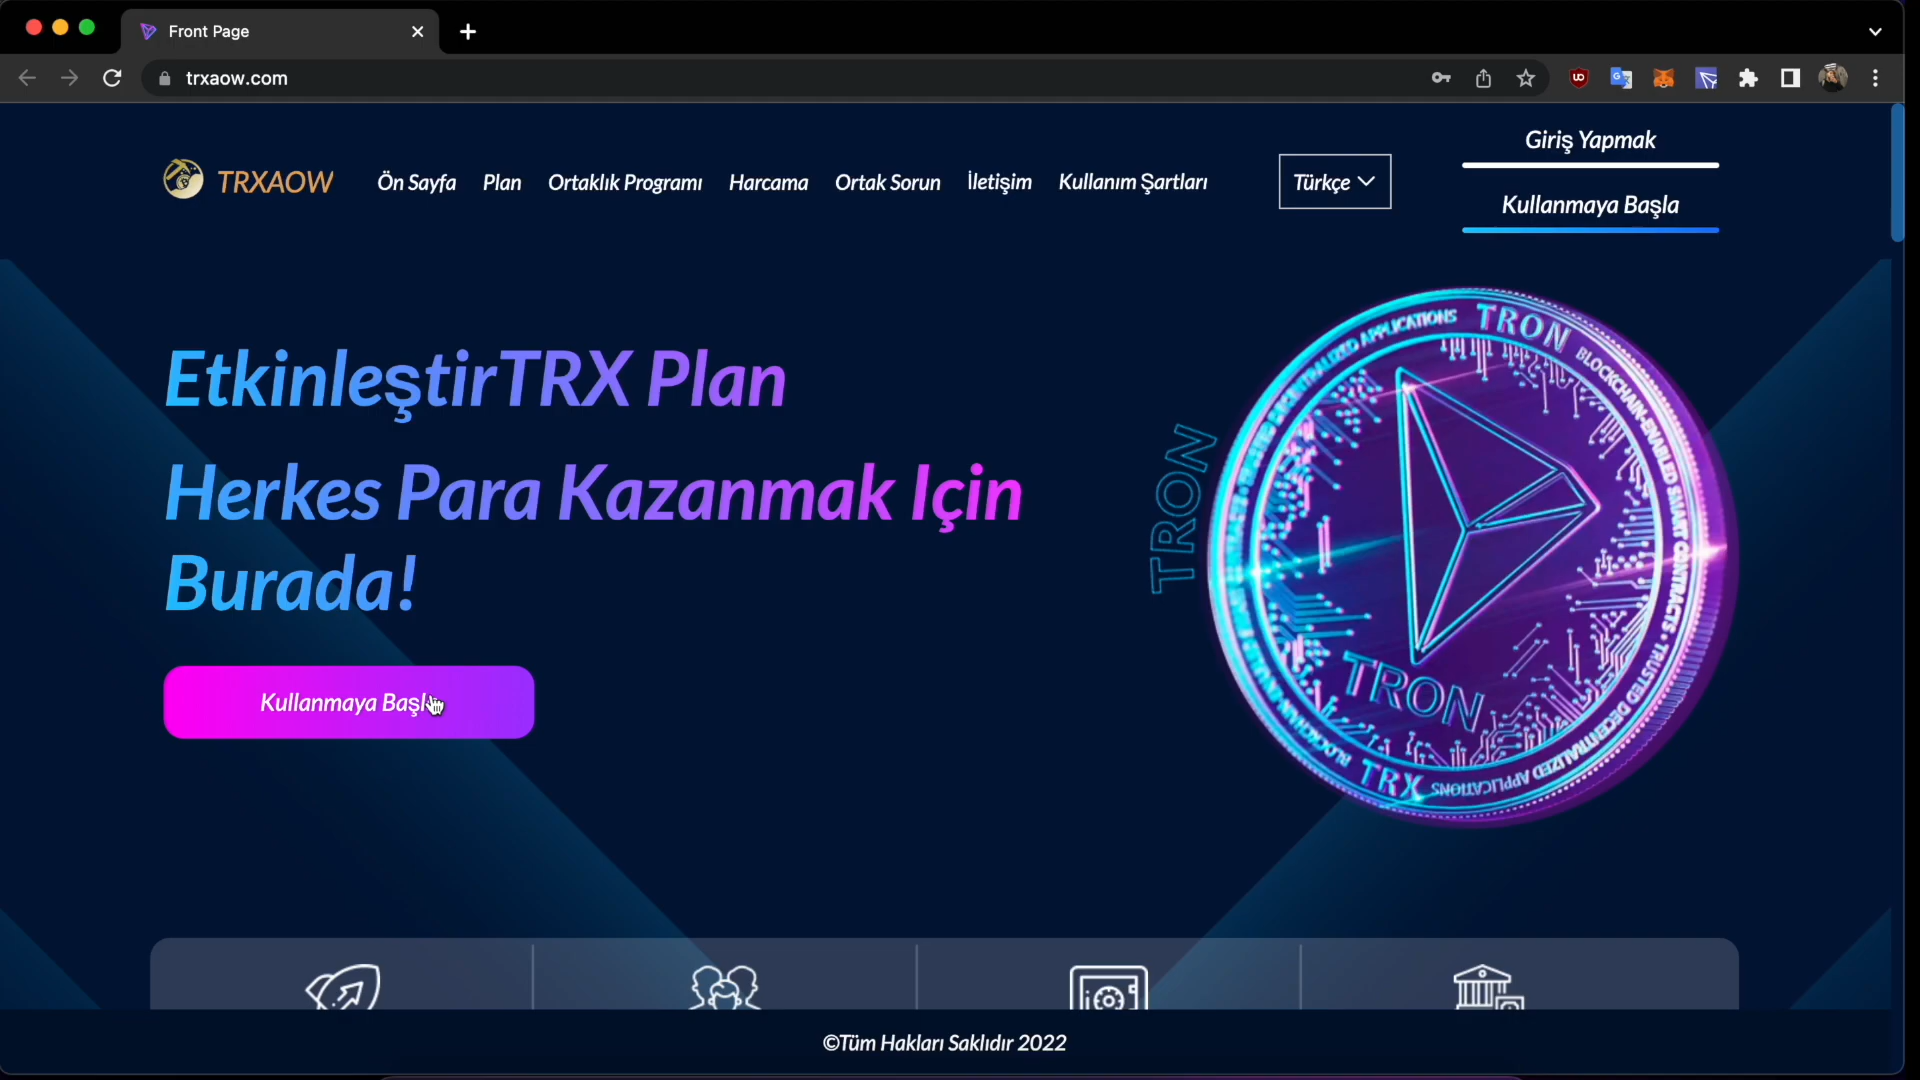 Front Page
trxaow.com
TRXAOW
Ön Sayfa
Plan
Ortaklık Programı
Harcama
Ortak Sorun
İletişim
Kullanım Şartları
Türkçe
Giriş Yapmak
Kullanmaya Başla
EtkinleştirTRX Plan
Herkes Para Kazanmak Için
Burada!
Kullanmaya Başla
TRON
TRON
BLOCKCHAIN-ENABLED SMART CONTRACTS • TRUSTED DECENTRALIZED APPLICATIONS
TRON
TRX
©Tüm Hakları Saklıdır 2022